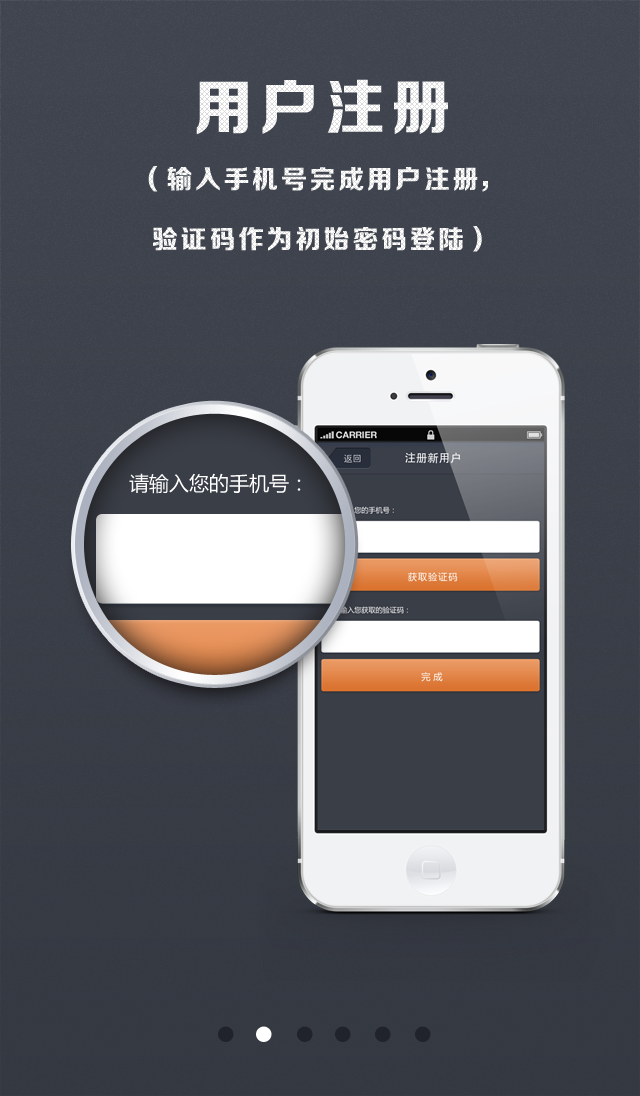 用户注册
（输入手机号完成用户注册，
验证码作为初始密码登陆）
CARRIER
返回
注册新用户
请输入您的手机号：
您的手机号：
获取验证码
输入您获取的验证码：
完成